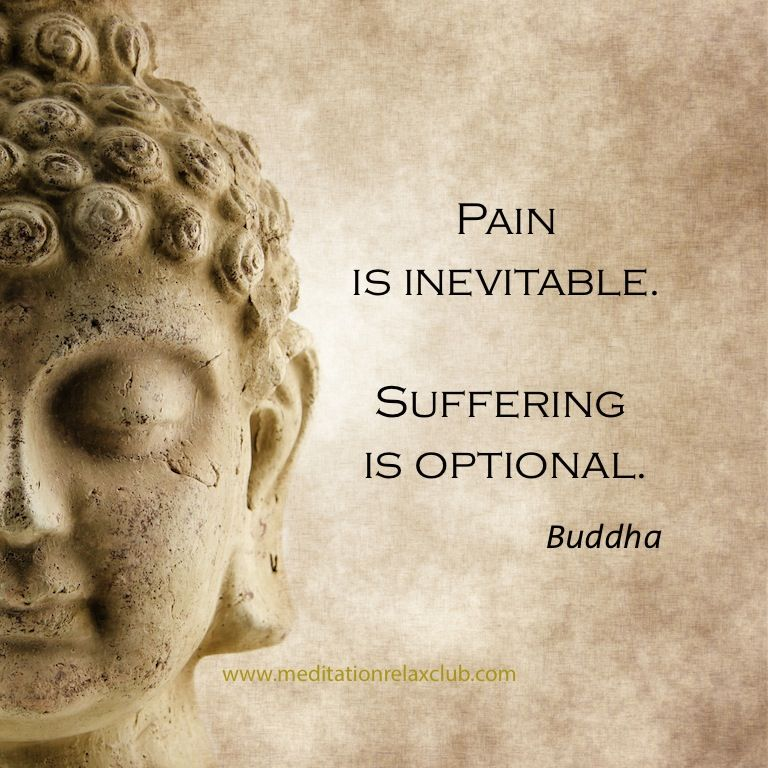 PAIN
IS INEVITABLE.
SUFFERING
IS OPTIONAL.
Buddha
www.meditationrelaxclub.com